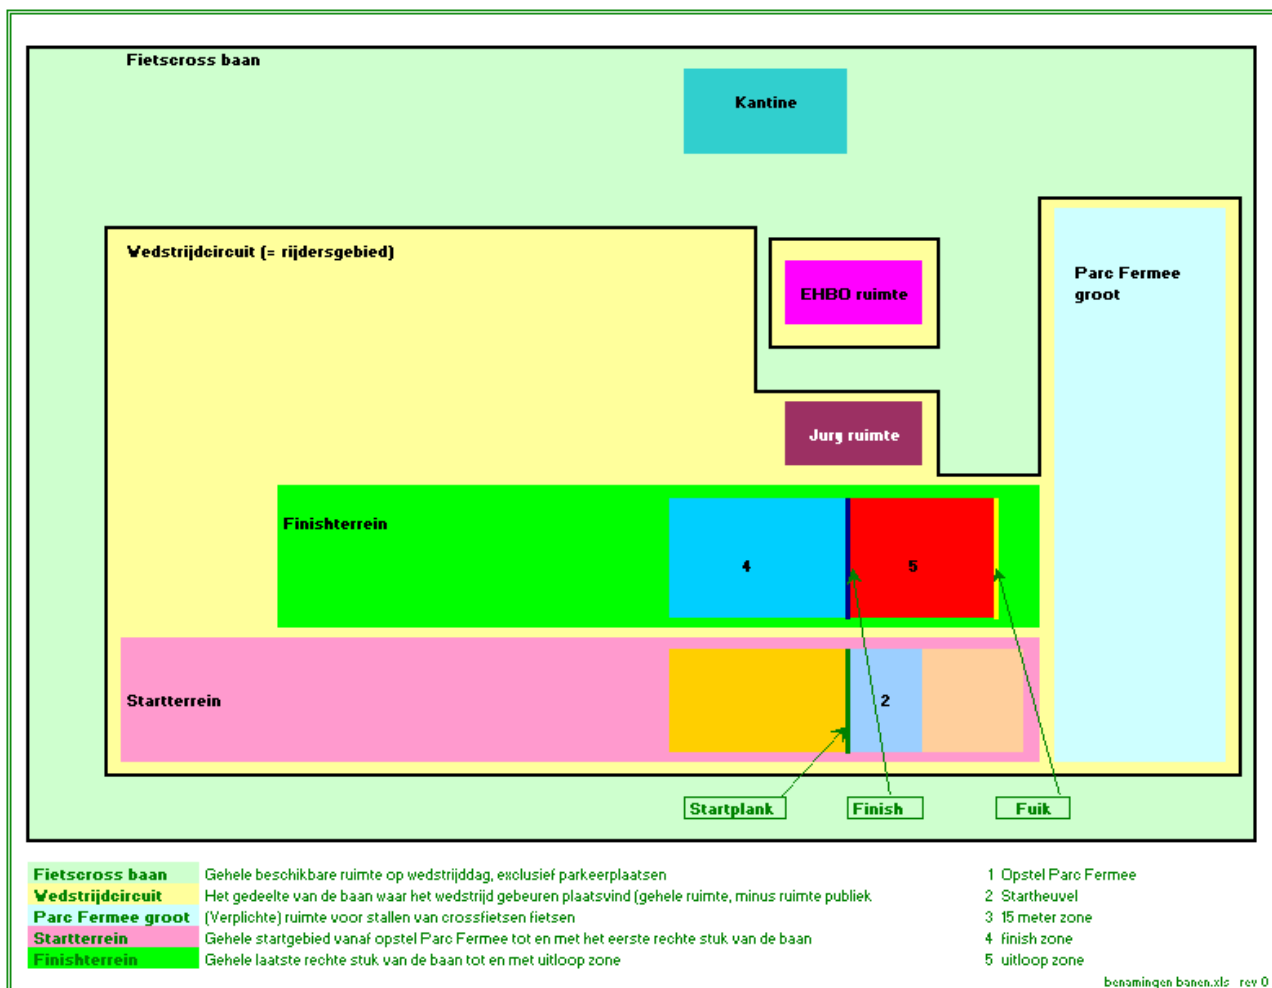 Fietscross baan
Kantine
Wedstrijdcircuit (= rijdersgebied)
EHBO ruimte
Parc Fermee
groot
Jury ruimte
Finishterrein
4
5
Startterrein
2
Startplank
Finish
Fuik
Fietscross baan Gehele beschikbare ruimte op wedstrijddag, exclusief parkeerplaatsen
Wedstrijdcircuit Het gedeelte van de baan waar het wedstrijd gebeuren plaatsvind (gehele ruimte, minus ruimte publiek
Parc Fermee groot (Verplichte) ruimte voor stallen van crossfietsen fietsen
Startterrein Gehele startgebied vanaf opstel Parc Fermee tot en met het eerste rechte stuk van de baan
Finishterrein Gehele laatste rechte stuk van de baan tot en met uitloop zone
1 Opstel Parc Fermee
2 Startheuvel
3 15 meter zone
4 finish zone
5 uitloop zone
benamingen banen.xls rev 0